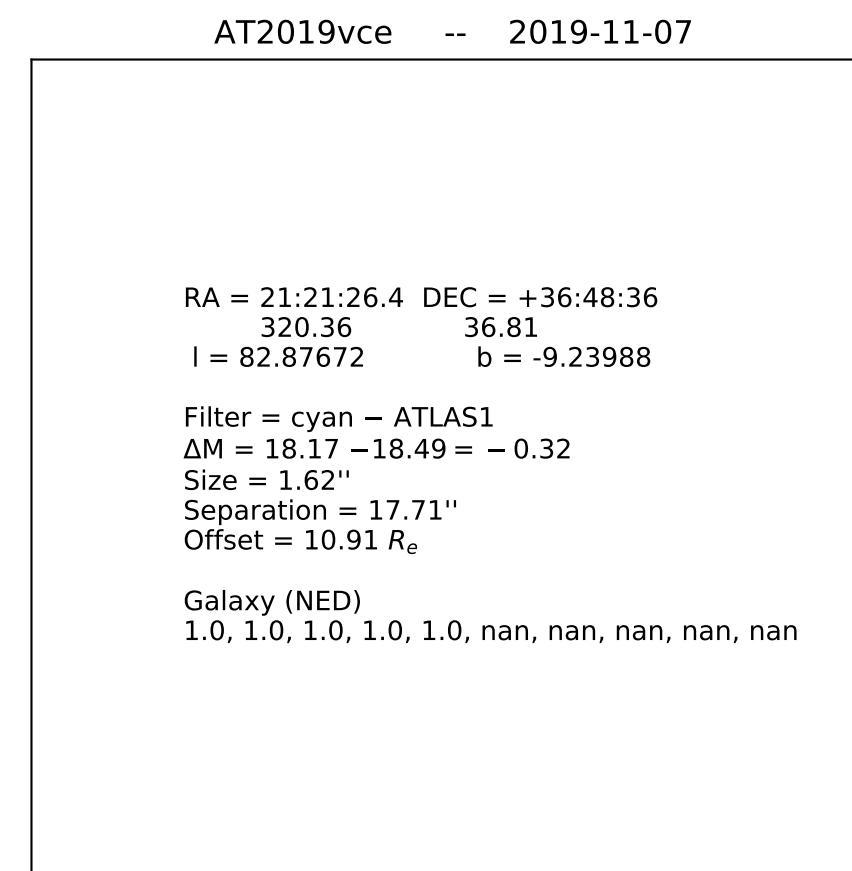 AT2019vce -- 2019-11-07
RA = 21:21:26.4 DEC = +36:48:36
320.36 36.81
l = 82.87672 b = -9.23988
Filter = cyan − ATLAS1
ΔM = 18.17 −18.49 = − 0.32
Size = 1.62''
Separation = 17.71''
Offset = 10.91 Rₑ
Galaxy (NED)
1.0, 1.0, 1.0, 1.0, 1.0, nan, nan, nan, nan, nan